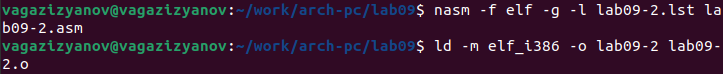 vagazizyanov@vagazizyanov:~/work/arch-pc/lab09$ nasm -f elf -g -l lab09-2.lst la
b09-2.asm
vagazizyanov@vagazizyanov:~/work/arch-pc/lab09$ ld -m elf_i386 -o lab09-2 lab09-
2.o